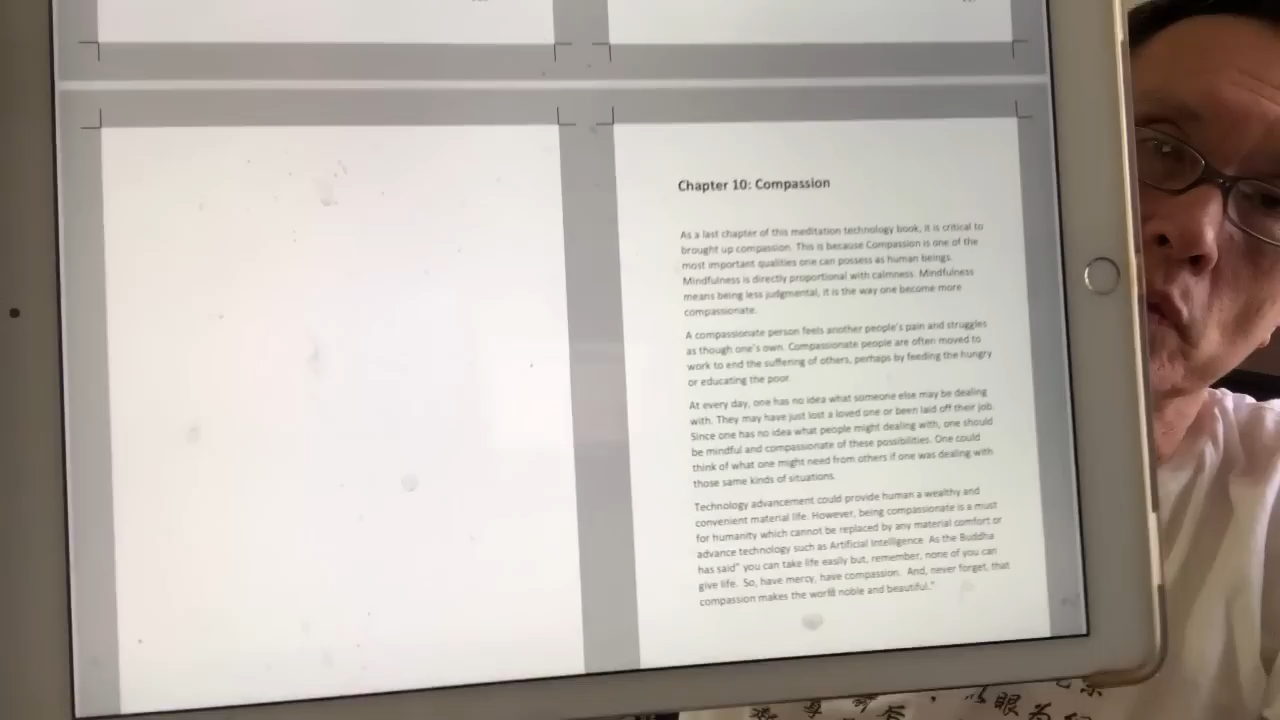 Chapter 10: Compassion
As a last chapter of this meditation technology book, it is critical to
brought up compassion. This is because Compassion is one of the
most important qualities one can possess as human beings.
Mindfulness is directly proportional with calmness. Mindfulness
means being less judgmental, it is the way one become more
compassionate.
A compassionate person feels another people's pain and struggles
as though one's own. Compassionate people are often moved to
work to end the suffering of others, perhaps by feeding the hungry
or educating the poor.
At every day, one has no idea what someone else may be dealing
with. They may have just lost a loved one or been laid off their job.
Since one has no idea what people might dealing with, one should
be mindful and compassionate of these possibilities. One could
think of what one might need from others if one was dealing with
those same kinds of situations.
Technology advancement could provide human a wealthy and
convenient material life. However, being compassionate is a must
for humanity which cannot be replaced by any material comfort or
advance technology such as Artificial Intelligence. As the Buddha
has said" you can take life easily but, remember, none of you can
give life. So, have mercy, have compassion. And, never forget, that
compassion makes the world noble and beautiful."
眼